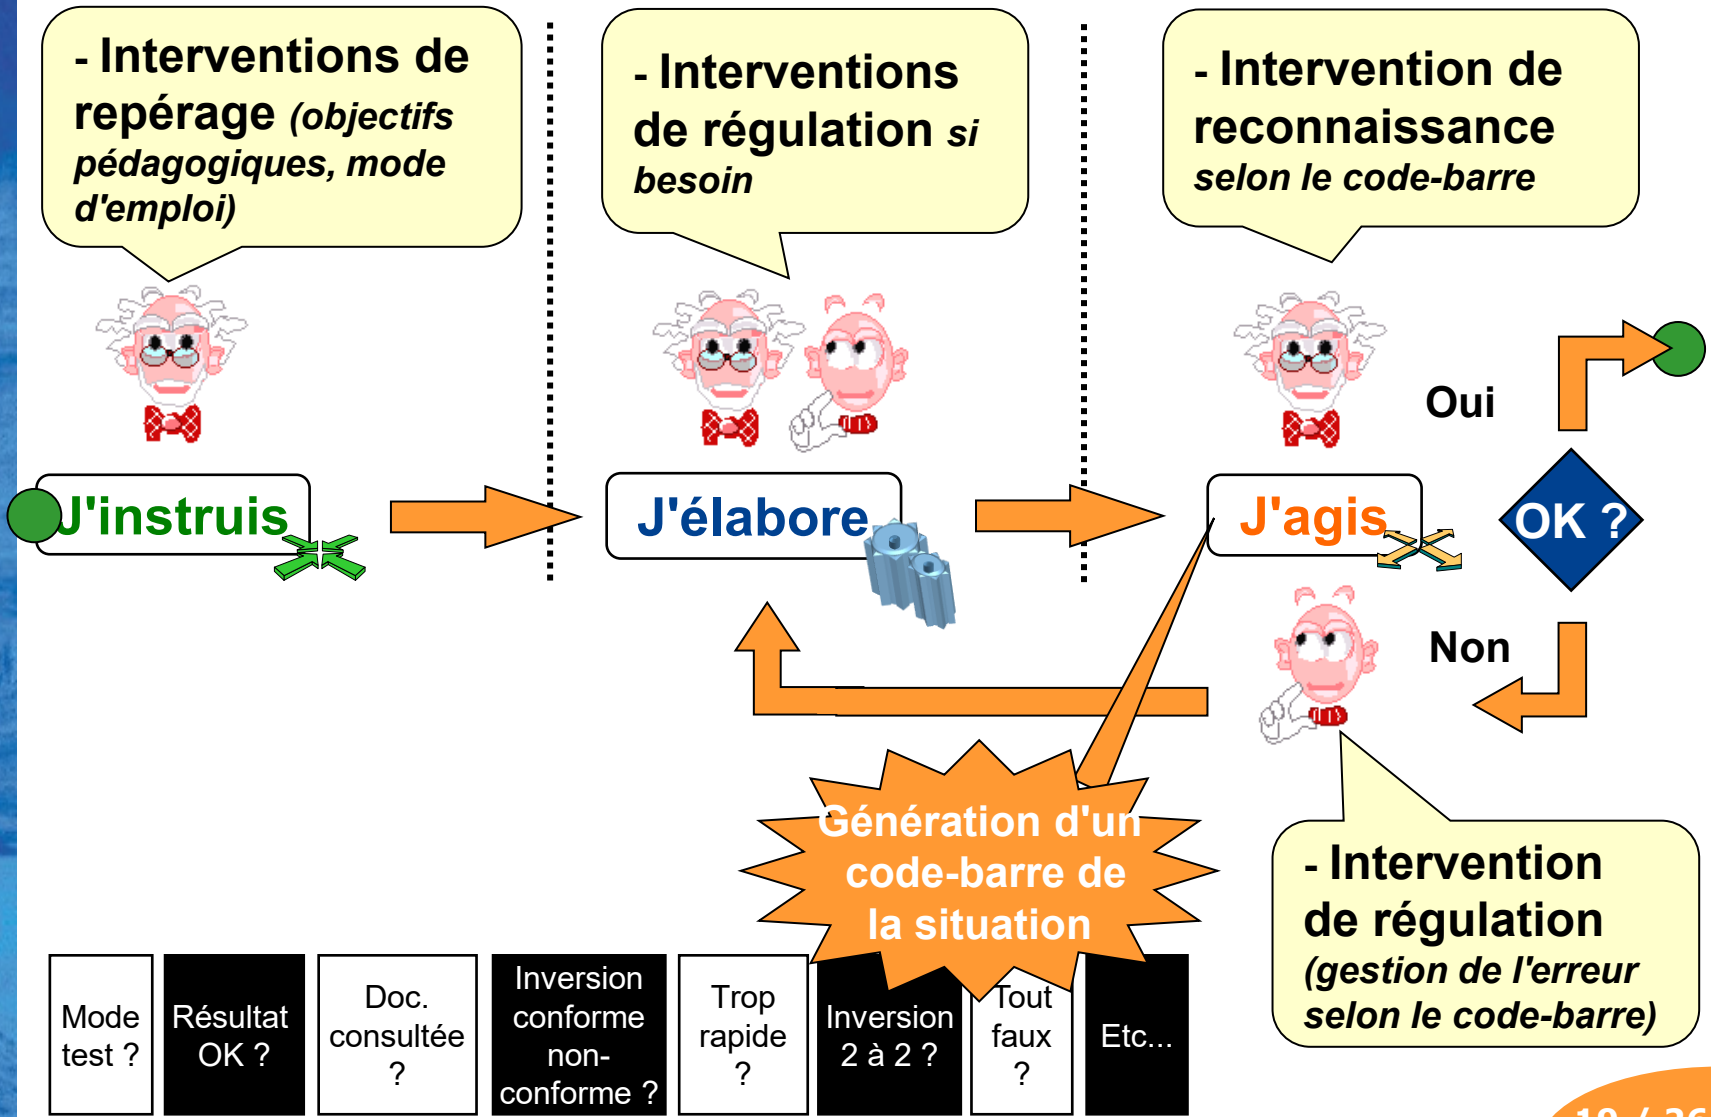 - Interventions de
repérage (objectifs
pédagogiques, mode
d'emploi)
- Interventions
de régulation si
besoin
- Intervention de
reconnaissance
selon le code-barre
J'instruis
J'élabore
J'agis
Oui
OK ?
Non
Génération d'un
code-barre de
la situation
- Intervention
de régulation
(gestion de l'erreur
selon le code-barre)
Mode
test ?
Résultat
OK ?
Doc.
consultée
?
Inversion
conforme
non-
conforme ?
Trop
rapide
?
Inversion
2 à 2 ?
Tout
faux
?
Etc...